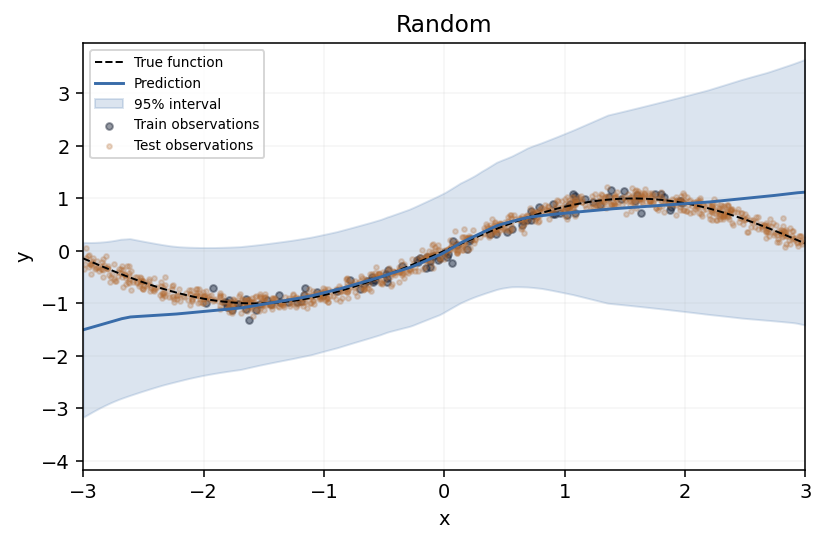 Random
True function
Prediction
95% interval
Train observations
Test observations
3
2
1
0
−1
−2
−3
−4
y
−3
−2
−1
0
1
2
3
x